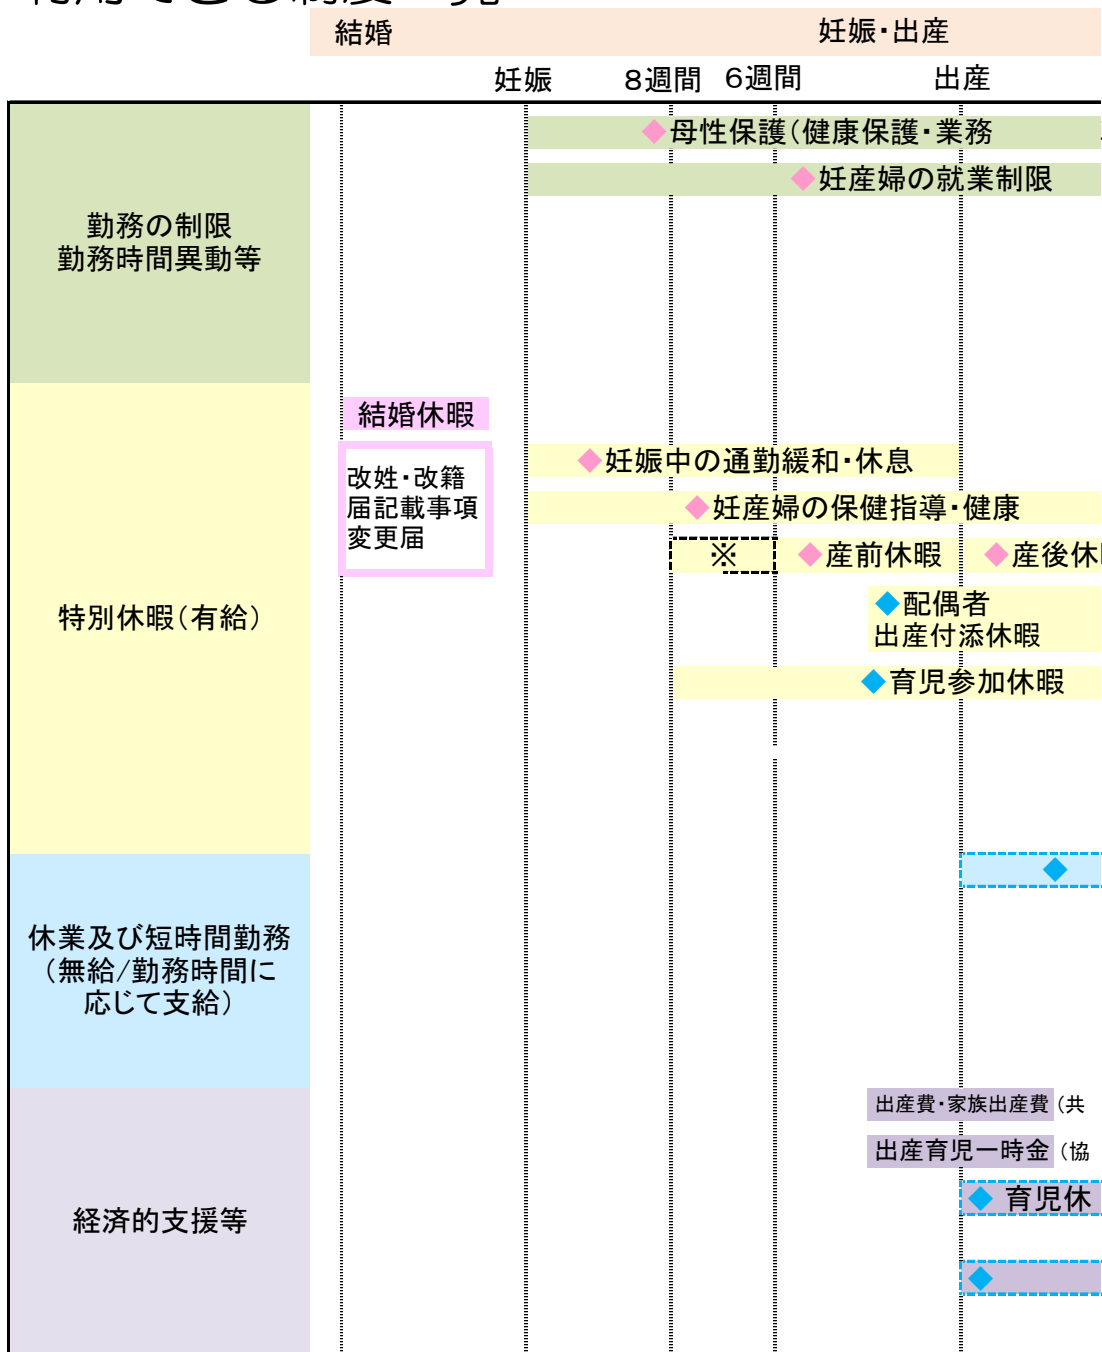 結婚 妊娠・出産
妊娠 8週間 6週間 出産
◆母性保護（健康保護・業務
◆妊産婦の就業制限
勤務の制限
勤務時間異動等
結婚休暇
改姓・改籍
届記載事項
変更届
◆妊娠中の通勤緩和・休息
◆妊産婦の保健指導・健康
※ ◆産前休暇 ◆産後休
◆配偶者
出産付添休暇
◆育児参加休暇
特別休暇（有給）
◆
休業及び短時間勤務
（無給/勤務時間に
応じて支給）
出産費・家族出産費（共
出産育児一時金（協
◆育児休
◆
経済的支援等